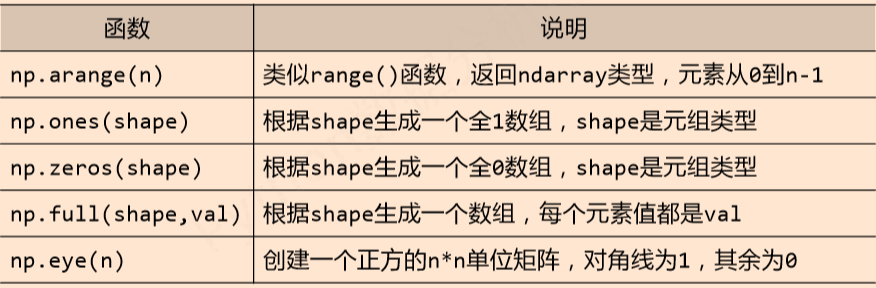 函数 说明
np.arange(n) 类似range()函数，返回ndarray类型，元素从0到n-1
np.ones(shape) 根据shape生成一个全1数组，shape是元组类型
np.zeros(shape) 根据shape生成一个全0数组，shape是元组类型
np.full(shape,val) 根据shape生成一个数组，每个元素值都是val
np.eye(n) 创建一个正方的n*n单位矩阵，对角线为1，其余为0